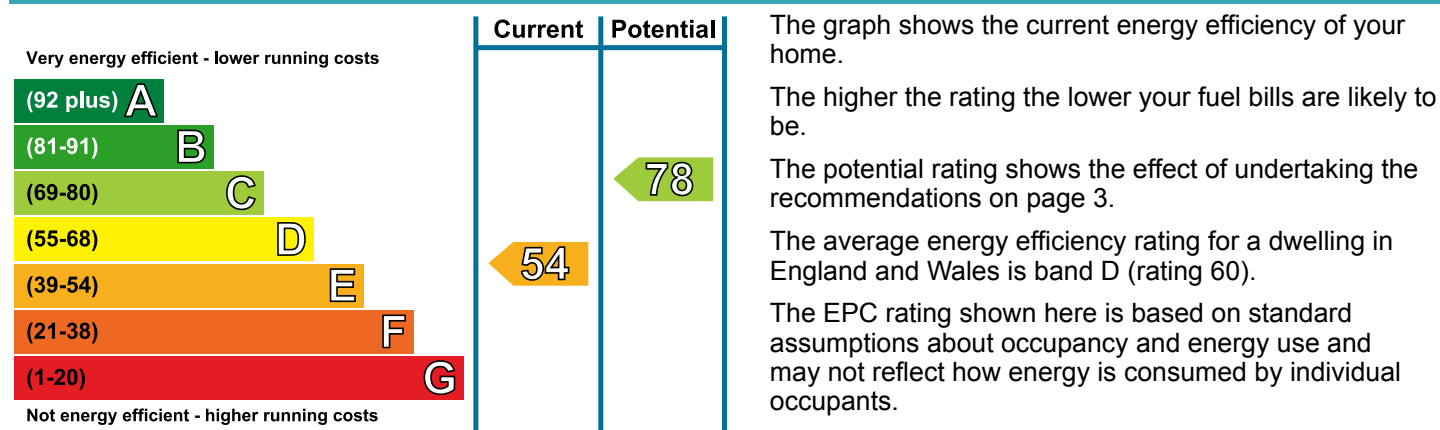 Current Potential
Very energy efficient - lower running costs
(92 plus) A
(81-91) B
(69-80) C
(55-68) D
(39-54) E
(21-38) F
(1-20) G
Not energy efficient - higher running costs
54
78
The graph shows the current energy efficiency of your
home.
The higher the rating the lower your fuel bills are likely to
be.
The potential rating shows the effect of undertaking the
recommendations on page 3.
The average energy efficiency rating for a dwelling in
England and Wales is band D (rating 60).
The EPC rating shown here is based on standard
assumptions about occupancy and energy use and
may not reflect how energy is consumed by individual
occupants.